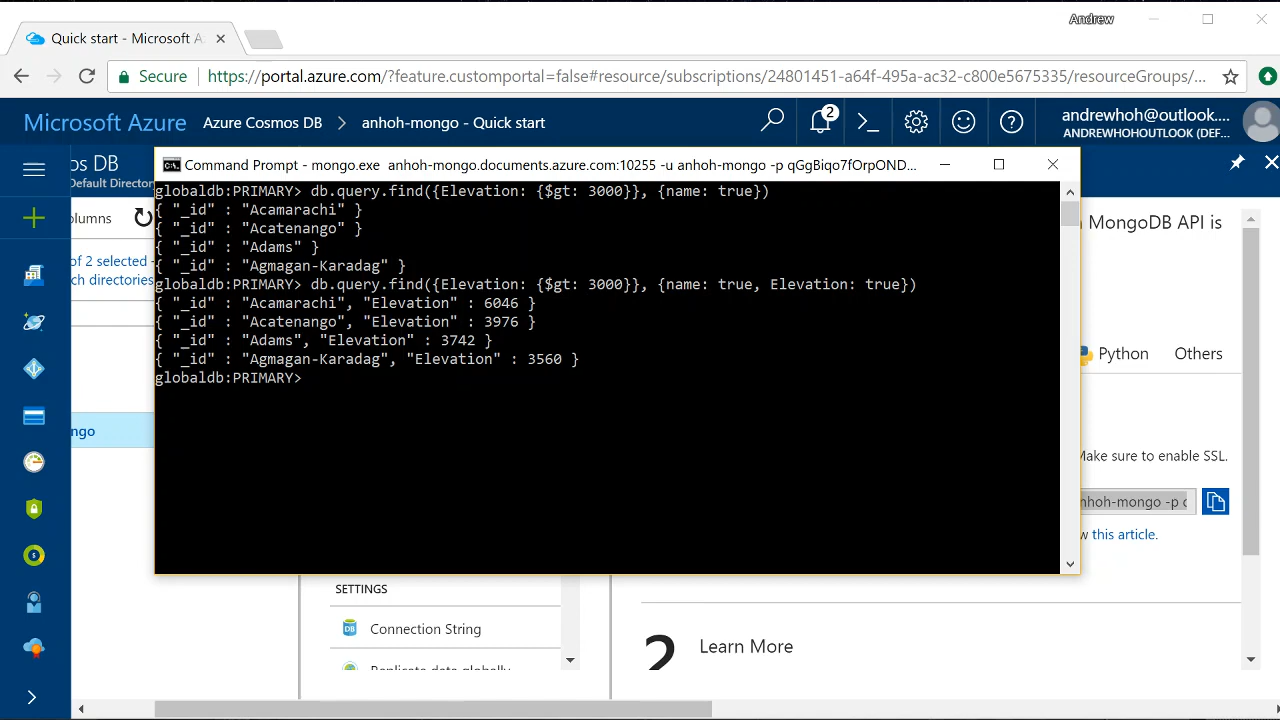 Andrew
Quick start - Microsoft A
Secure
https://portal.azure.com/?feature.customportal=false#resource/subscriptions/24801451-a64f-495a-ac32-c800e5675335/resourceGroups/...
Microsoft Azure
Azure Cosmos DB > anhoh-mongo - Quick start
2
andrewhoh@outlook....
ANDREWHOHOUTLOOK (DEF...
os DB
Default Directory
Command Prompt - mongo.exe anhoh-mongo.documents.azure.com:10255 -u anhoh-mongo -p qGgBiqo7fOrpOND...
globaldb:PRIMARY> db.query.find({Elevation: {$gt: 3000}}, {name: true})
{ "_id" : "Acamarachi" }
{ "_id" : "Acatenango" }
{ "_id" : "Adams" }
{ "_id" : "Agmagan-Karadag" }
globaldb:PRIMARY> db.query.find({Elevation: {$gt: 3000}}, {name: true, Elevation: true})
{ "_id" : "Acamarachi", "Elevation" : 6046 }
{ "_id" : "Acatenango", "Elevation" : 3976 }
{ "_id" : "Adams", "Elevation" : 3742 }
{ "_id" : "Agmagan-Karadag", "Elevation" : 3560 }
globaldb:PRIMARY>
olumns
of 2 selected
ch directories
ngo
MongoDB API is
Python
Others
Make sure to enable SSL.
nhoh-mongo -p
this article.
SETTINGS
Connection String
Replicate data globally
2
Learn More